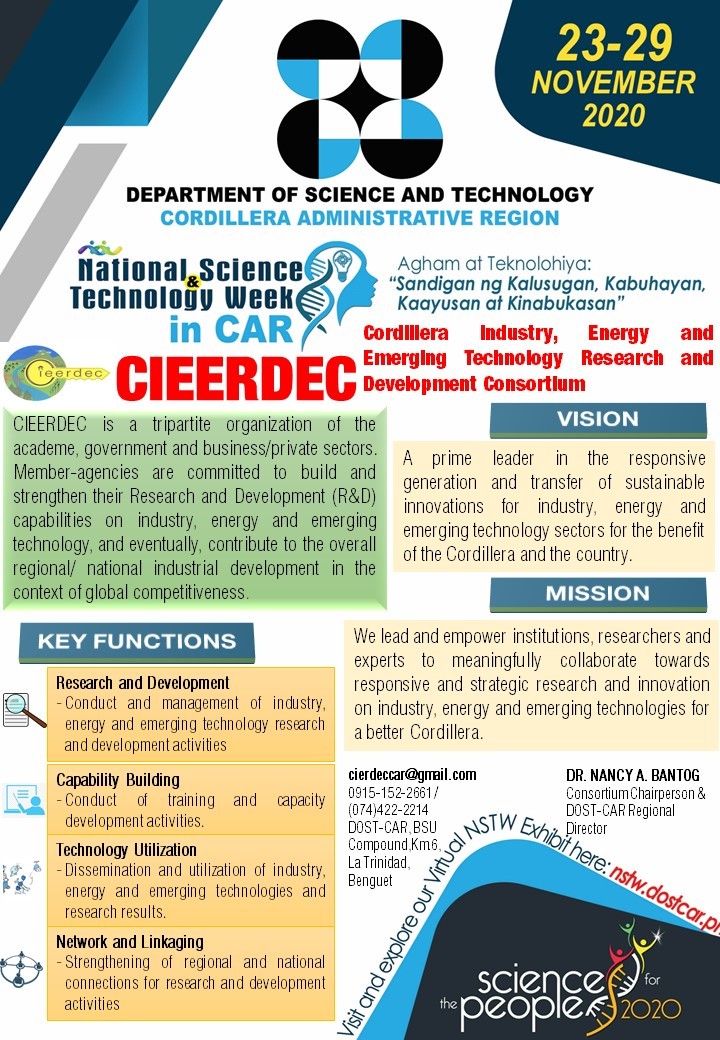 23-29
NOVEMBER
2020
DEPARTMENT OF SCIENCE AND TECHNOLOGY
CORDILLERA ADMINISTRATIVE REGION
National Science
&
Technology Week
in CAR
Agham at Teknolohiya:
“Sandigan ng Kalusugan, Kabuhayan,
Kaayusan at Kinabukasan”
Cieerdec
CIEERDEC
Cordillera Industry, Energy and
Emerging Technology Research and
Development Consortium
CIEERDEC is a tripartite organization of the
academe, government and business/private sectors.
Member-agencies are committed to build and
strengthen their Research and Development (R&D)
capabilities on industry, energy and emerging
technology, and eventually, contribute to the overall
regional/ national industrial development in the
context of global competitiveness.
VISION
A prime leader in the responsive
generation and transfer of sustainable
innovations for industry, energy and
emerging technology sectors for the benefit
of the Cordillera and the country.
MISSION
We lead and empower institutions, researchers and
experts to meaningfully collaborate towards
responsive and strategic research and innovation
on industry, energy and emerging technologies for
a better Cordillera.
KEY FUNCTIONS
Research and Development
- Conduct and management of industry,
energy and emerging technology research
and development activities
Capability Building
- Conduct of training and capacity
development activities.
Technology Utilization
- Dissemination and utilization of industry,
energy and emerging technologies and
research results.
Network and Linkaging
- Strengthening of regional and national
connections for research and development
activities
cierdeccar@gmail.com
0915-152-2661/
(074)422-2214
DOST-CAR, BSU
Compound,Km.6,
La Trinidad,
Benguet
DR. NANCY A. BANTOG
Consortium Chairperson &
DOST-CAR Regional
Director
Visit and explore our Virtual NSTW Exhibit here: nstw.dostcar.ph
science for
the people 2020